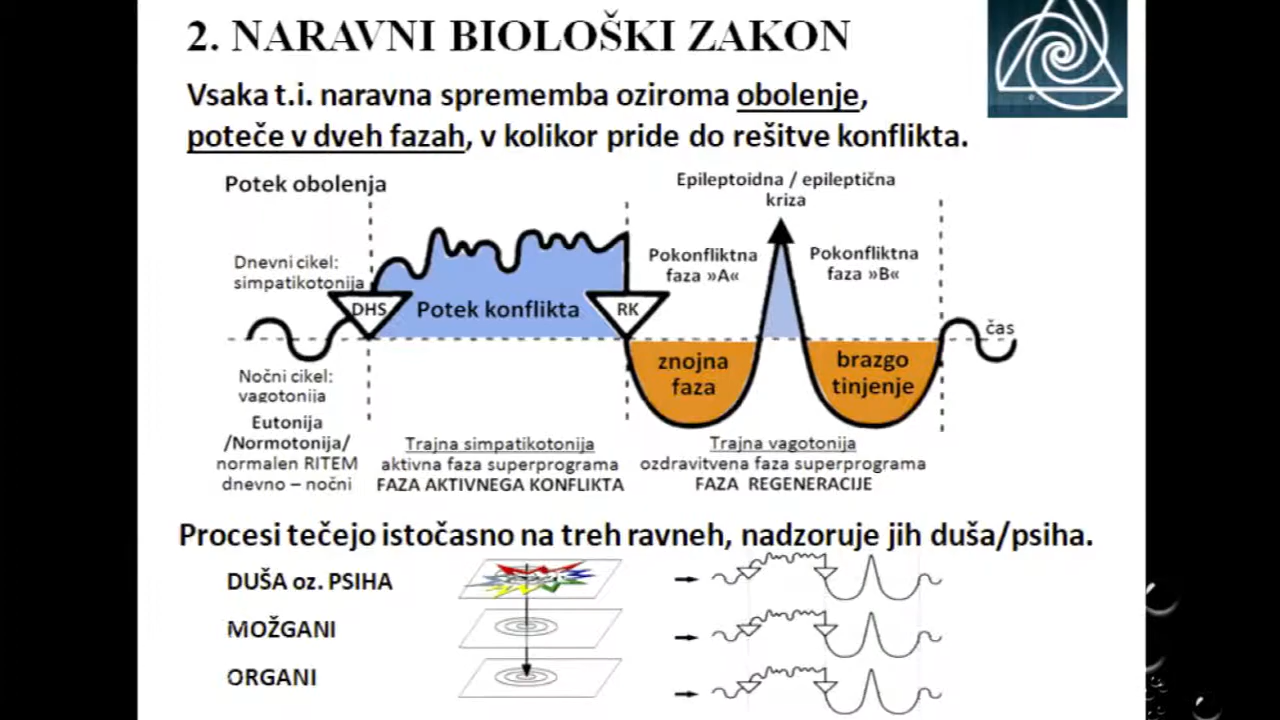 2. NARAVNI BIOLOŠKI ZAKON
Vsaka t.i. naravna sprememba oziroma obolenje,
poteče v dveh fazah, v kolikor pride do rešitve konflikta.
Potek obolenja
Epileptoidna / epileptična
kriza
Dnevni cikel:
simpatikotonija
Pokonfliktna
faza »A«
Pokonfliktna
faza »B«
DHS
Potek konflikta
RK
čas
znojna
faza
brazgo
tinjenje
Nočni cikel:
vagotonija
Eutonija
/Normotonija/
normalen RITEM
dnevno – nočni
Trajna simpatikotonija
aktivna faza superprograma
FAZA AKTIVNEGA KONFLIKTA
Trajna vagotonija
ozdravitvena faza superprograma
FAZA REGENERACIJE
Procesi tečejo istočasno na treh ravneh, nadzoruje jih duša/psiha.
DUŠA oz. PSIHA
MOŽGANI
ORGANI